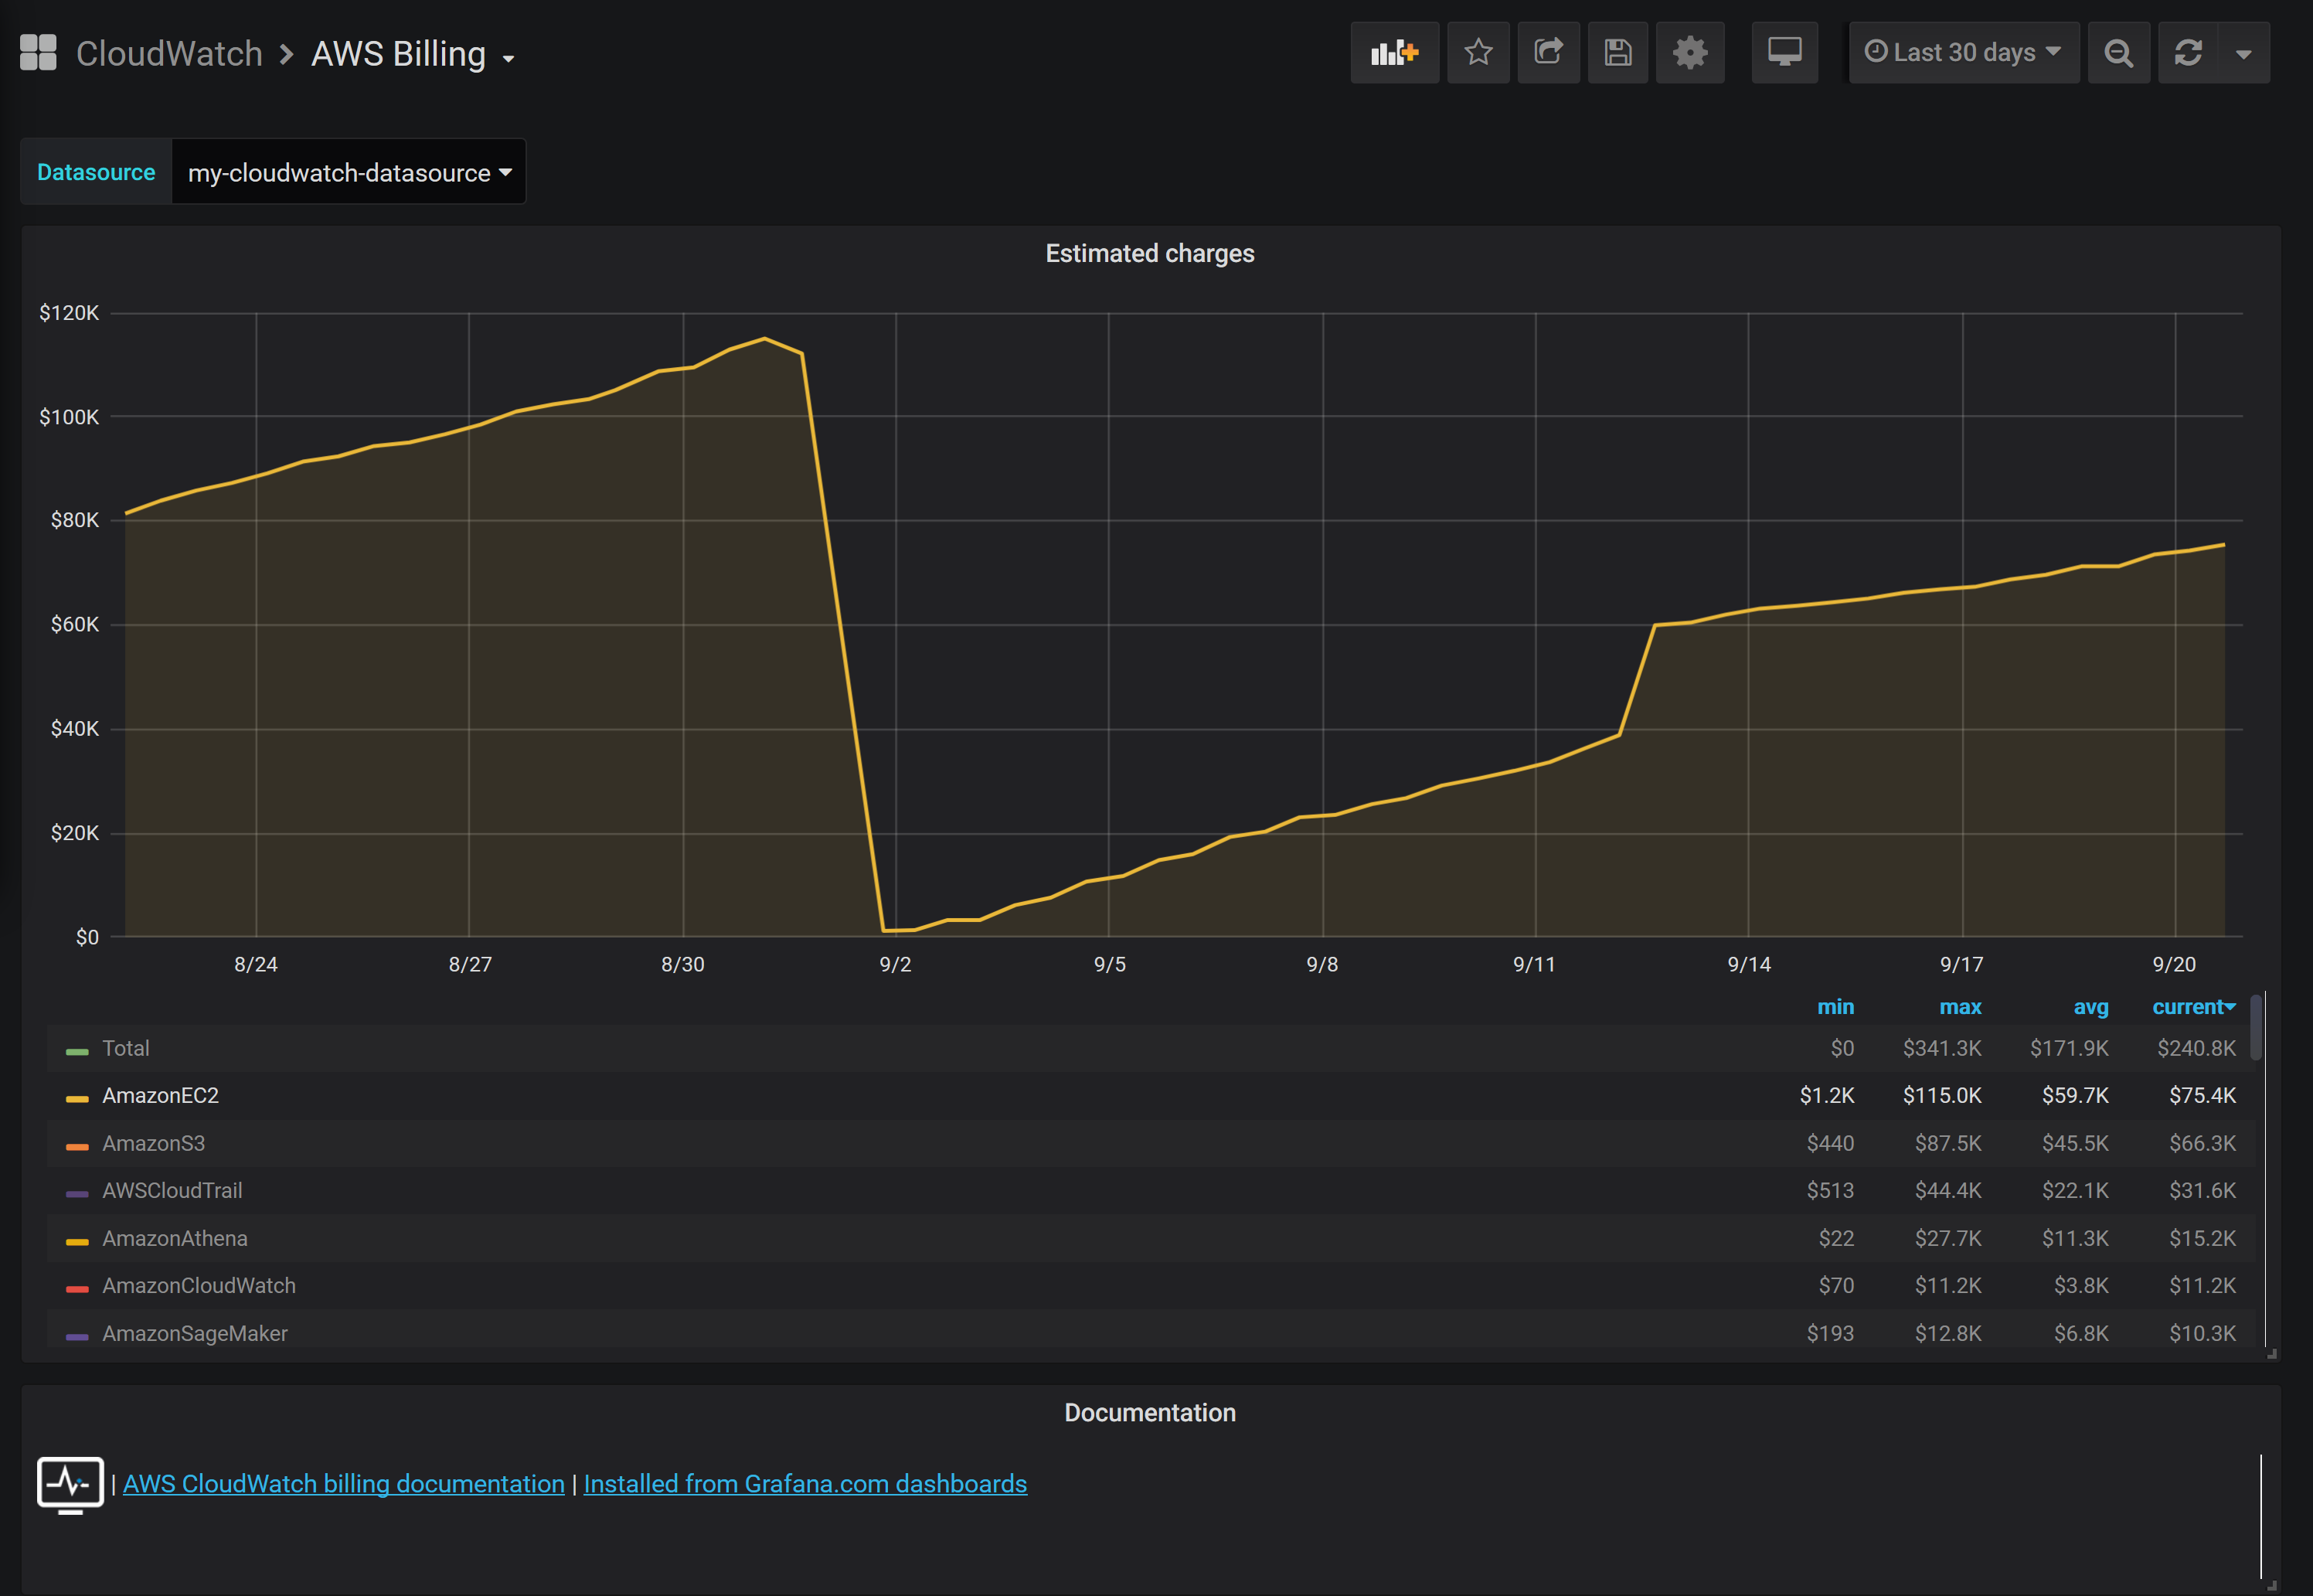 CloudWatch > AWS Billing
Last 30 days
Datasource my-cloudwatch-datasource
Estimated charges
$120K
$100K
$80K
$60K
$40K
$20K
$0
8/24 8/27 8/30 9/2 9/5 9/8 9/11 9/14 9/17 9/20
min max avg current
Total $0 $341.3K $171.9K $240.8K
AmazonEC2 $1.2K $115.0K $59.7K $75.4K
AmazonS3 $440 $87.5K $45.5K $66.3K
AWSCloudTrail $513 $44.4K $22.1K $31.6K
AmazonAthena $22 $27.7K $11.3K $15.2K
AmazonCloudWatch $70 $11.2K $3.8K $11.2K
AmazonSageMaker $193 $12.8K $6.8K $10.3K
Documentation
| AWS CloudWatch billing documentation | Installed from Grafana.com dashboards